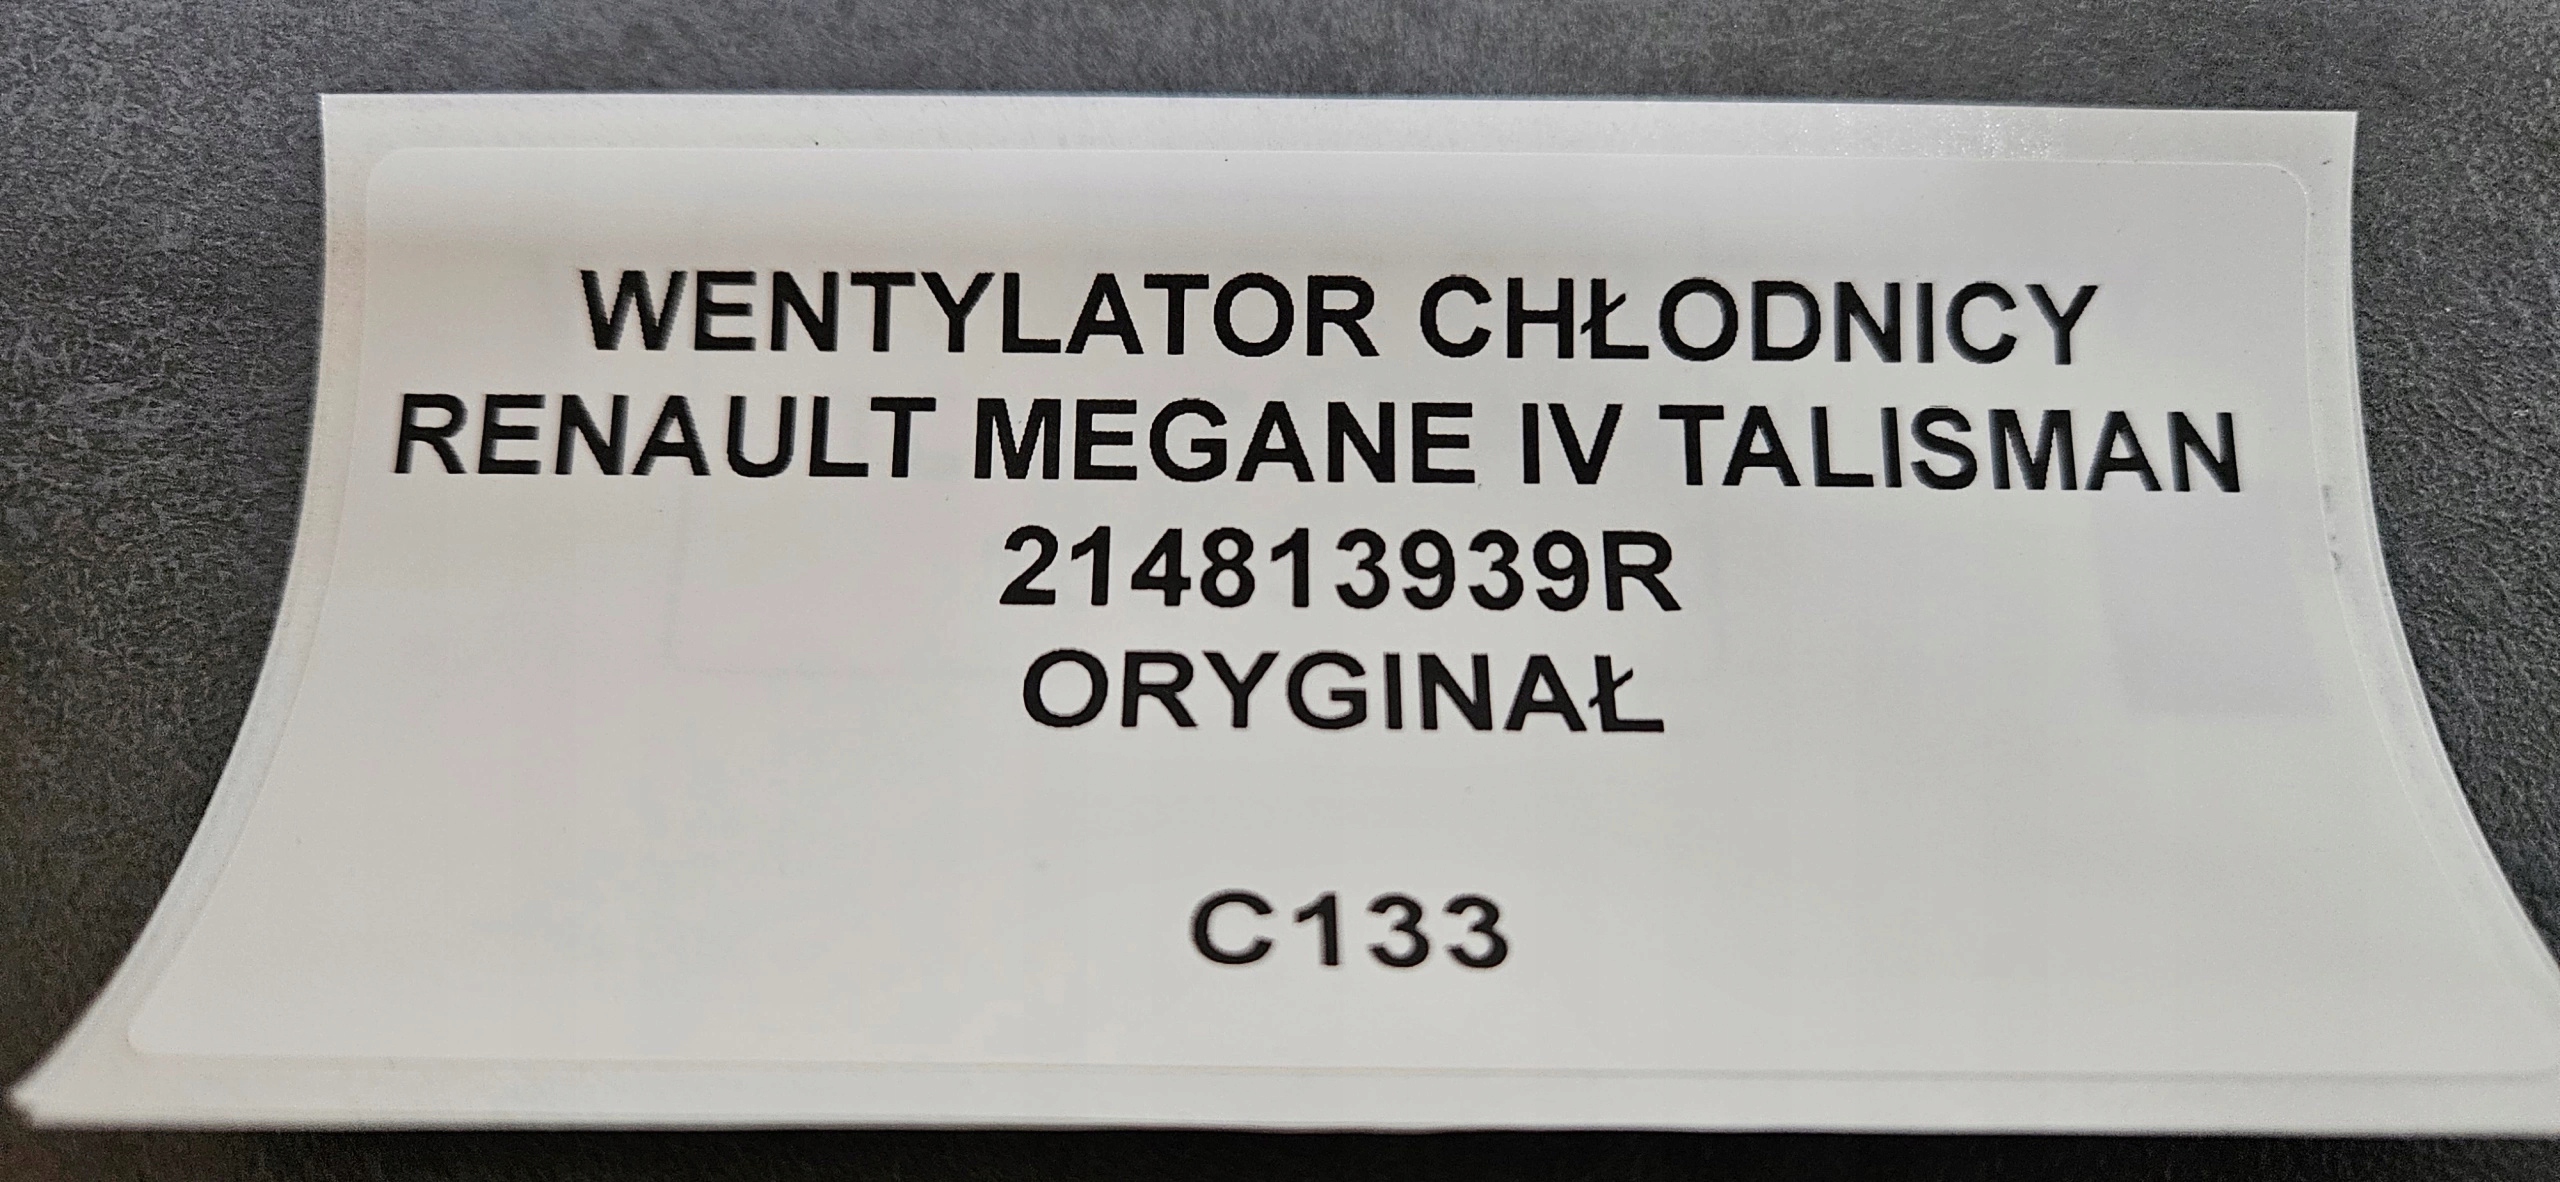 WENTYLATOR CHŁODNICY
RENAULT MEGANE IV TALISMAN
214813939R
ORYGINAŁ
C133